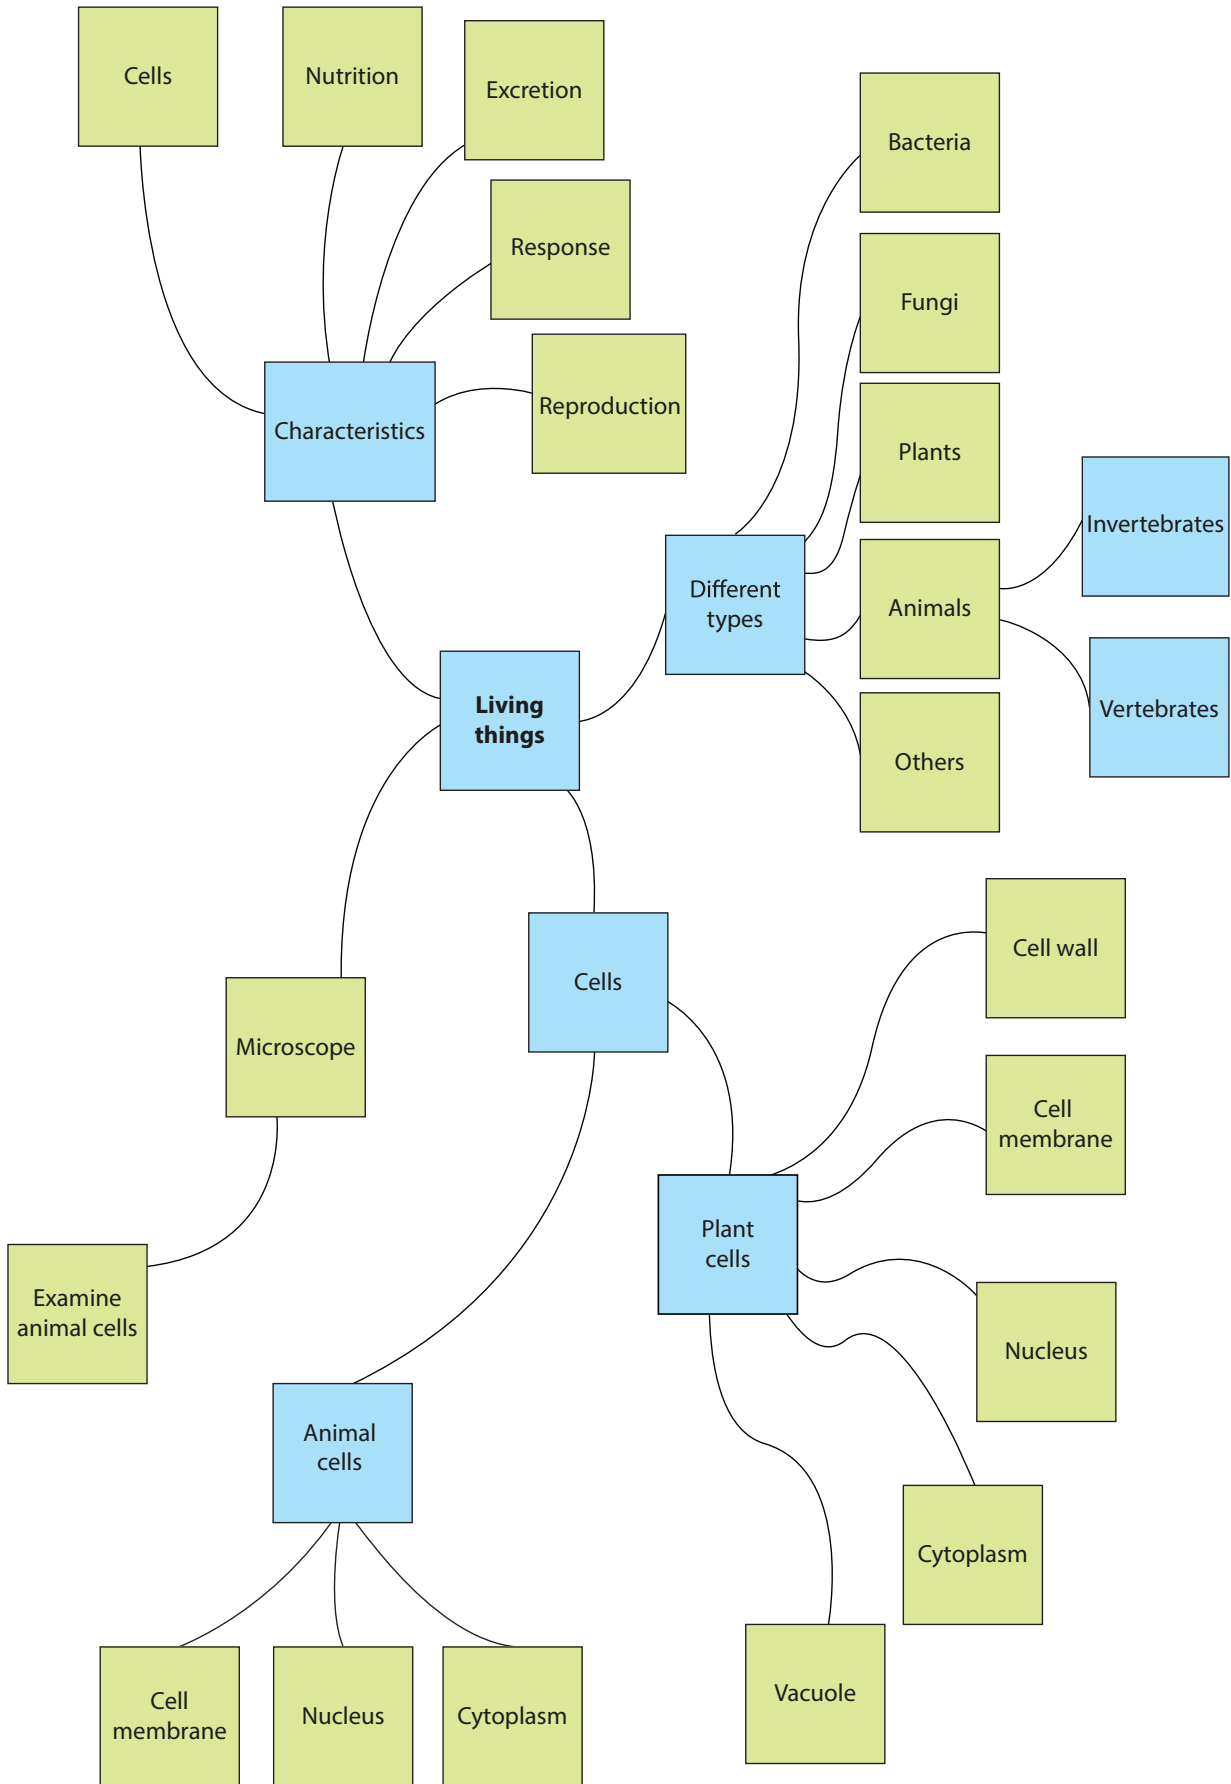 Cells
Nutrition
Excretion
Response
Reproduction
Characteristics
Bacteria
Fungi
Plants
Animals
Others
Invertebrates
Vertebrates
Different
types
Living
things
Cells
Microscope
Examine
animal cells
Cell wall
Cell
membrane
Plant
cells
Nucleus
Cytoplasm
Vacuole
Animal
cells
Cell
membrane
Nucleus
Cytoplasm